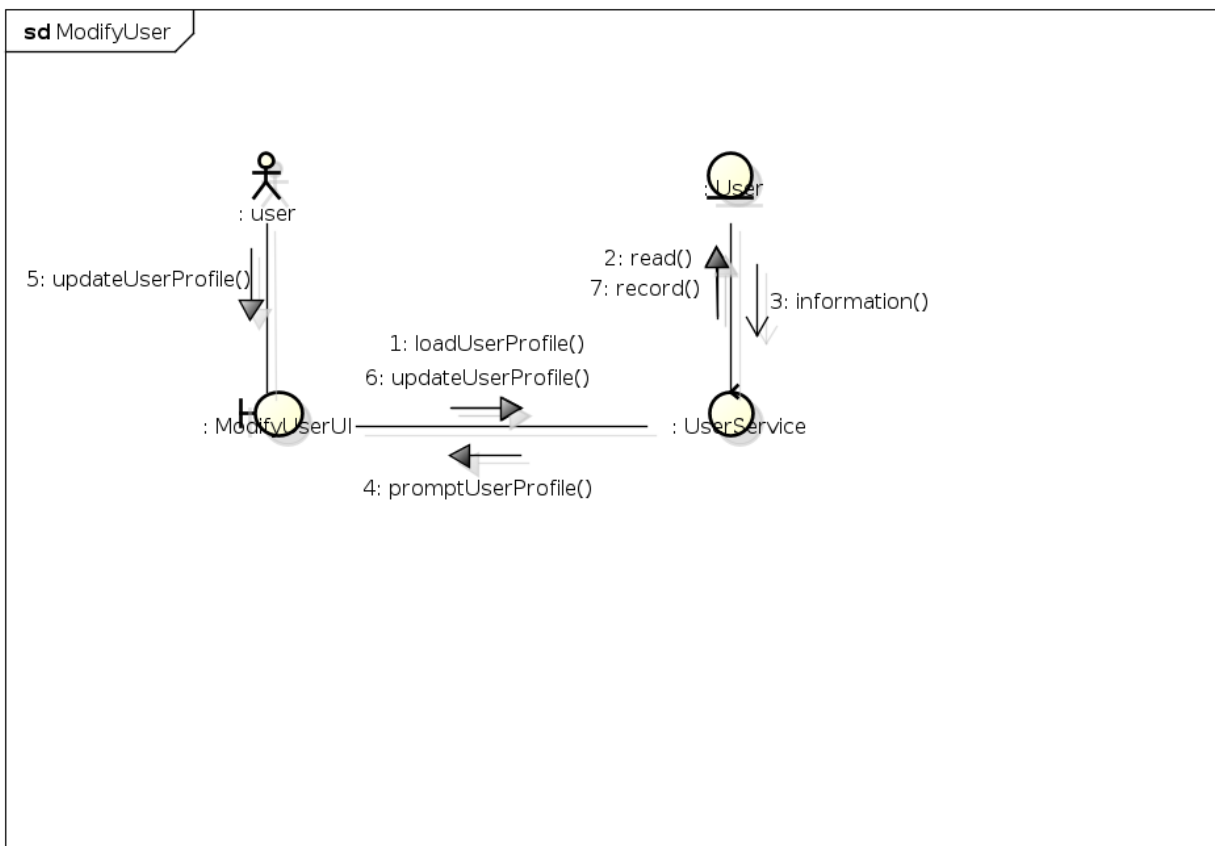 sd ModifyUser
: user
: User
5: updateUserProfile()
2: read()
7: record()
3: information()
1: loadUserProfile()
6: updateUserProfile()
: ModifyUserUI
: UserService
4: promptUserProfile()